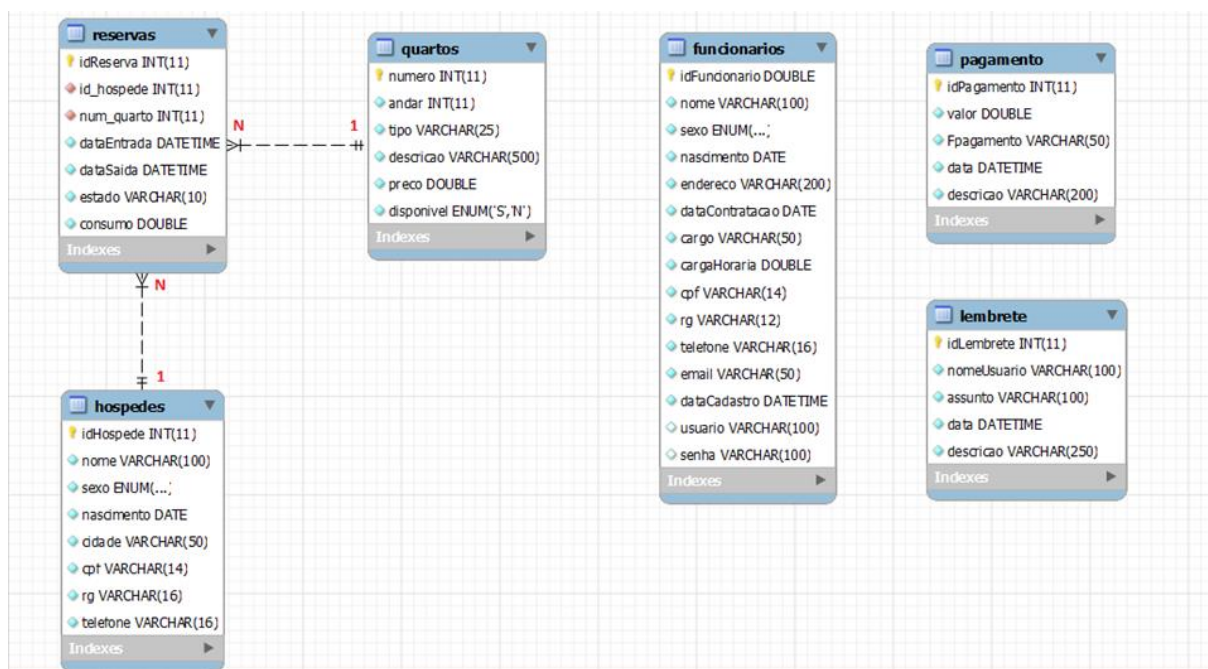 reservas
idReserva INT(11)
id_hospede INT(11)
num_quarto INT(11)
dataEntrada DATETIME
dataSaida DATETIME
estado VARCHAR(10)
consumo DOUBLE
Indexes
N
1
quartos
numero INT(11)
andar INT(11)
tipo VARCHAR(25)
descricao VARCHAR(500)
preco DOUBLE
disponivel ENUM('S','N')
Indexes
N
1
hospedes
idHospede INT(11)
nome VARCHAR(100)
sexo ENUM(...)
nascimento DATE
cidade VARCHAR(50)
cpf VARCHAR(14)
rg VARCHAR(16)
telefone VARCHAR(16)
Indexes
funcionarios
idFuncionario DOUBLE
nome VARCHAR(100)
sexo ENUM(...)
nascimento DATE
endereco VARCHAR(200)
dataContratacao DATE
cargo VARCHAR(50)
cargaHoraria DOUBLE
cpf VARCHAR(14)
rg VARCHAR(12)
telefone VARCHAR(16)
email VARCHAR(50)
dataCadastro DATETIME
usuario VARCHAR(100)
senha VARCHAR(100)
Indexes
pagamento
idPagamento INT(11)
valor DOUBLE
Fpagamento VARCHAR(50)
data DATETIME
descricao VARCHAR(200)
Indexes
lembrete
idLembrete INT(11)
nomeUsuario VARCHAR(100)
assunto VARCHAR(100)
data DATETIME
descricao VARCHAR(250)
Indexes